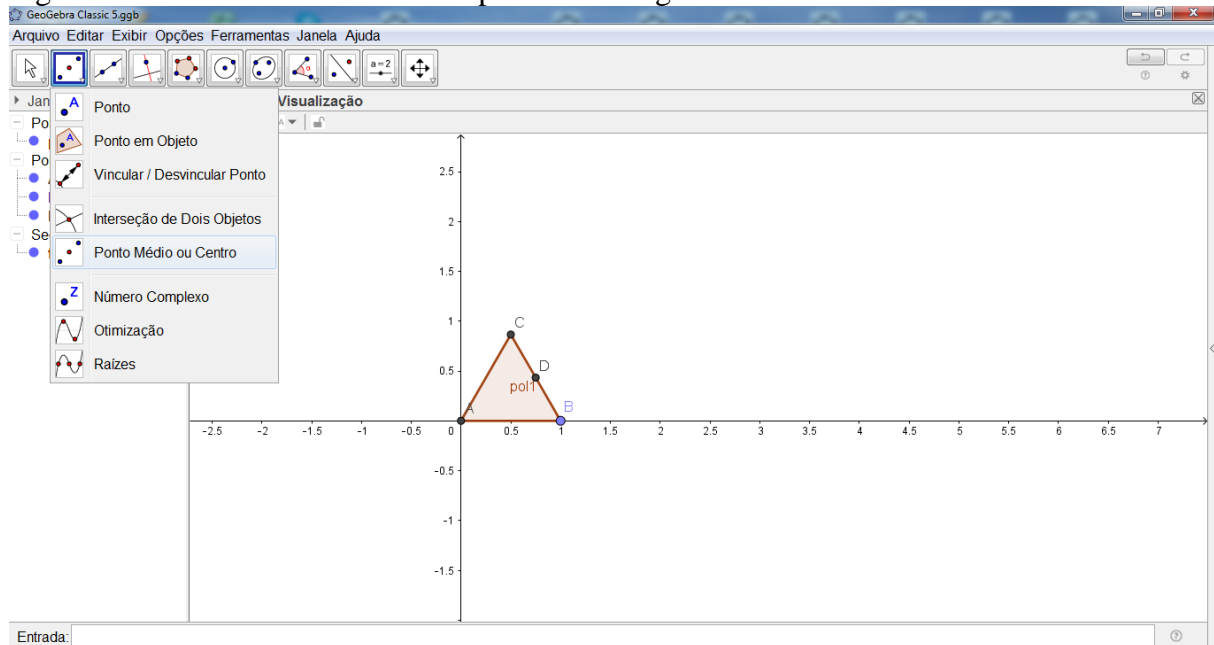 GeoGebra Classic 5.ggb
Arquivo Editar Exibir Opções Ferramentas Janela Ajuda
a = 2
Jan
Visualização
Po
Po
Se
A
Ponto
A
Ponto em Objeto
Vincular / Desvincular Ponto
Interseção de Dois Objetos
Ponto Médio ou Centro
Z
Número Complexo
Otimização
Raízes
2.5
2
1.5
1
0.5
C
D
pol1
A
B
-2.5 -2 -1.5 -1 -0.5 0 0.5 1 1.5 2 2.5 3 3.5 4 4.5 5 5.5 6 6.5 7
-0.5
-1
-1.5
Entrada: